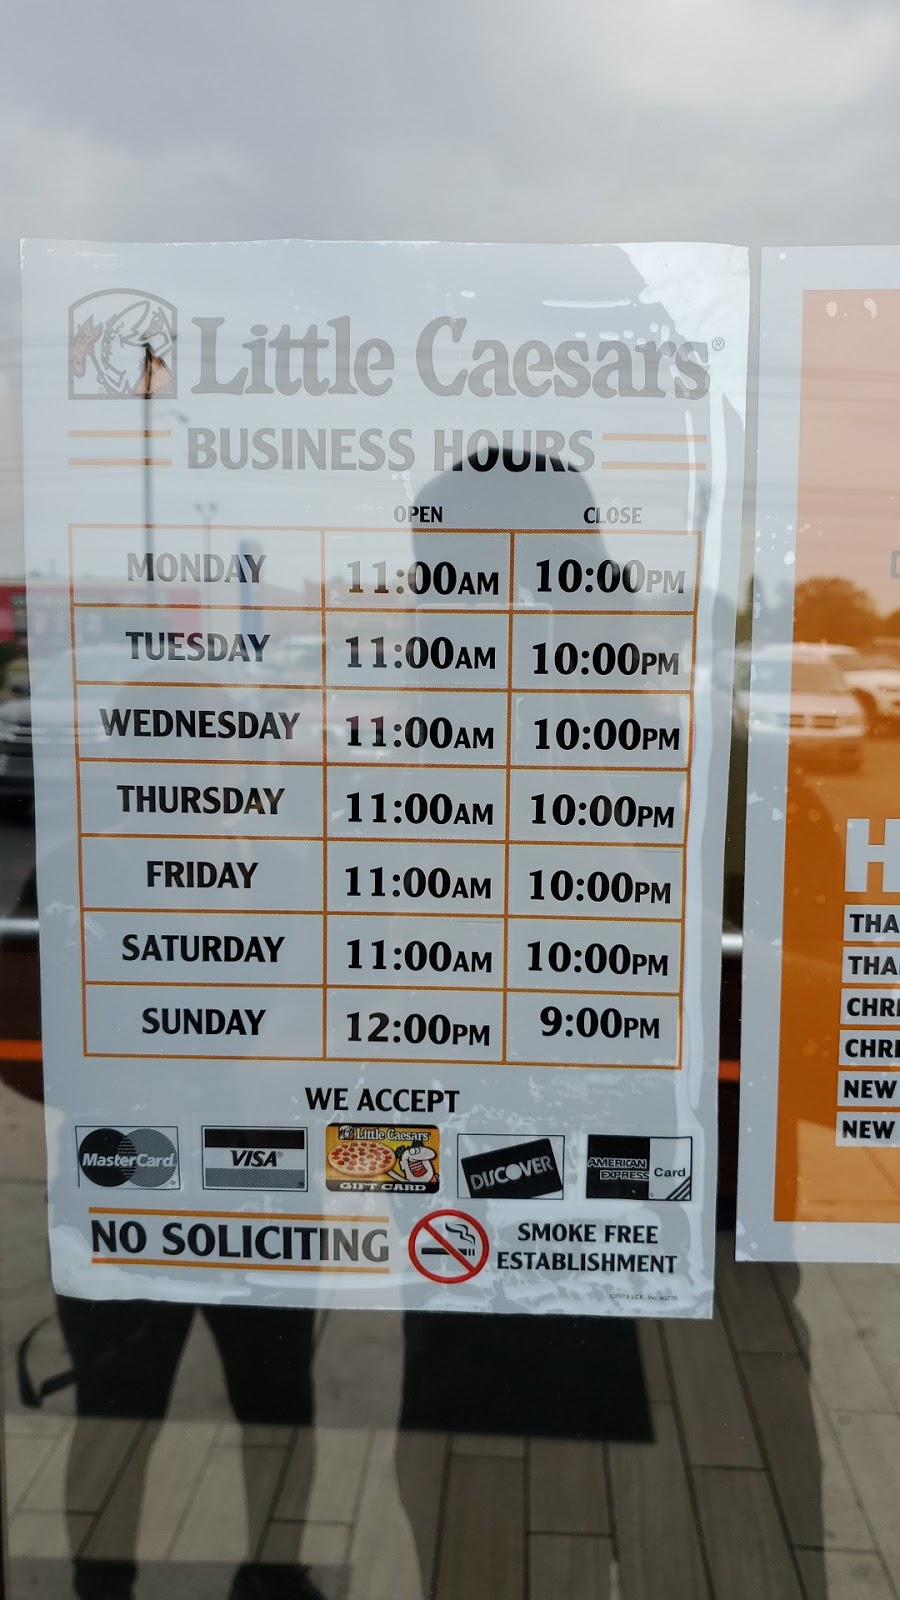 Little Caesars®
BUSINESS HOURS
OPEN CLOSE
MONDAY 11:00AM 10:00PM
TUESDAY 11:00AM 10:00PM
WEDNESDAY 11:00AM 10:00PM
THURSDAY 11:00AM 10:00PM
FRIDAY 11:00AM 10:00PM
SATURDAY 11:00AM 10:00PM
SUNDAY 12:00PM 9:00PM
WE ACCEPT
MasterCard VISA Little Caesars DISCOVER AMERICAN EXPRESS Card
GIFT CARD
NO SOLICITING
SMOKE FREE
ESTABLISHMENT
H
THA
THA
CHRI
CHRI
NEW
NEW